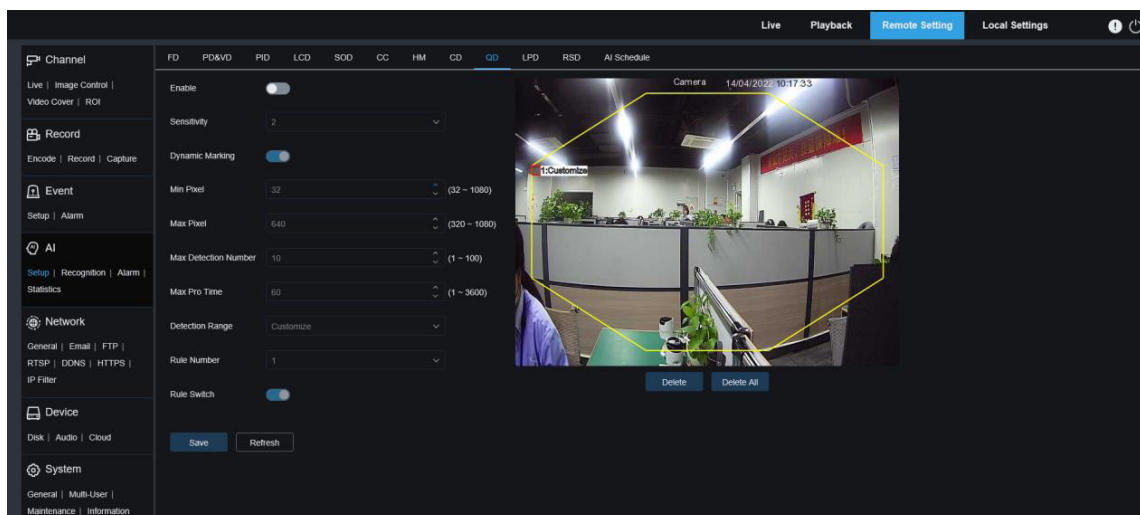 Live Playback Remote Setting Local Settings
Channel
Live | Image Control |
Video Cover | ROI
Record
Encode | Record | Capture
Event
Setup | Alarm
AI
Setup | Recognition | Alarm |
Statistics
Network
General | Email | FTP |
RTSP | DDNS | HTTPS |
IP Filter
Device
Disk | Audio | Cloud
System
General | Multi-User |
Maintenance | Information
FD PD&VD PID LCD SOD CC HM CD QD LPD RSD AI Schedule
Enable
Sensitivity 2
Dynamic Marking
Min Pixel 32 (32 ~ 1080)
Max Pixel 640 (320 ~ 1080)
Max Detection Number 10 (1 ~ 100)
Max Pro Time 60 (1 ~ 3600)
Detection Range Customize
Rule Number 1
Rule Switch
Save Refresh
Camera 14/04/2022 10:17:33
1:Customize
Delete Delete All